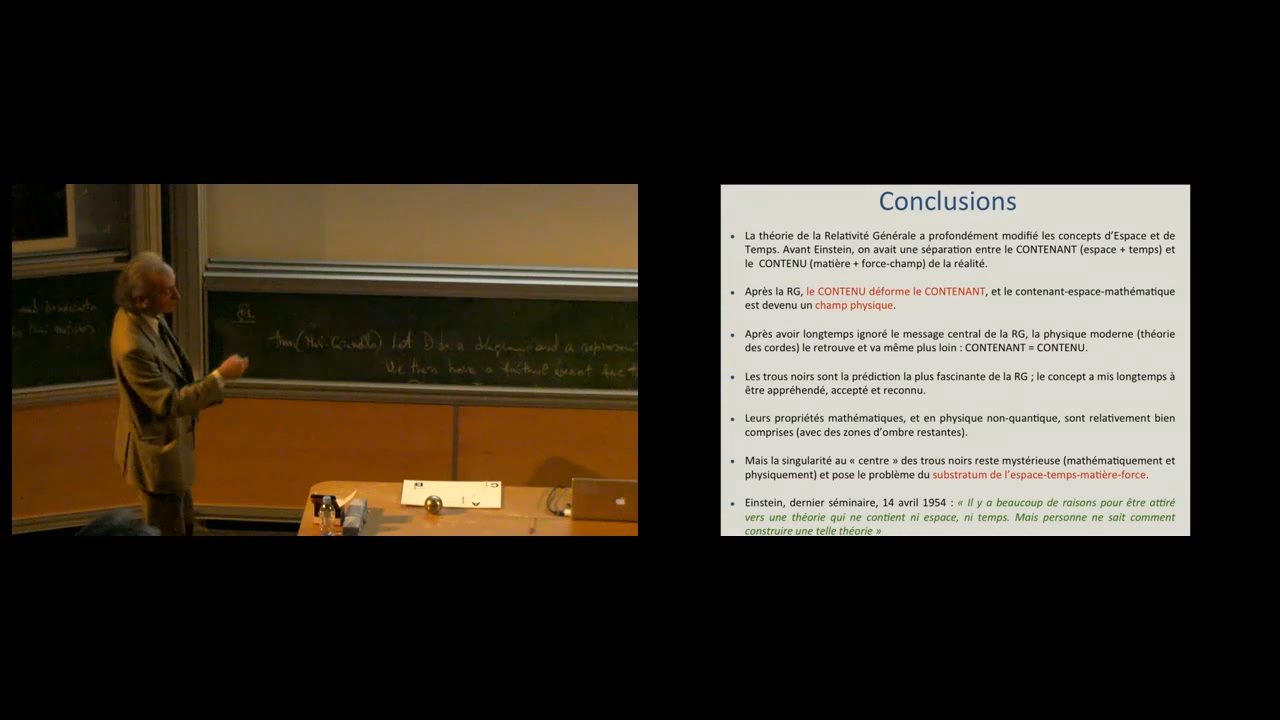 Let D be a diagram and a
We then have a faithful exact
Conclusions
• La théorie de la Relativité Générale a profondément modifié les concepts d’Espace et de
Temps. Avant Einstein, on avait une séparation entre le CONTENANT (espace + temps) et
le CONTENU (matière + force-champ) de la réalité.
• Après la RG, le CONTENU déforme le CONTENANT, et le contenant-espace-mathématique
est devenu un champ physique.
• Après avoir longtemps ignoré le message central de la RG, la physique moderne (théorie
des cordes) le retrouve et va même plus loin : CONTENANT = CONTENU.
• Les trous noirs sont la prédiction la plus fascinante de la RG ; le concept a mis longtemps à
être appréhendé, accepté et reconnu.
• Leurs propriétés mathématiques, et en physique non-quantique, sont relativement bien
comprises (avec des zones d’ombre restantes).
• Mais la singularité au « centre » des trous noirs reste mystérieuse (mathématiquement et
physiquement) et pose le problème du substratum de l’espace-temps-matière-force.
• Einstein, dernier séminaire, 14 avril 1954 : « Il y a beaucoup de raisons pour être attiré
vers une théorie qui ne contient ni espace, ni temps. Mais personne ne sait comment
construire une telle théorie »